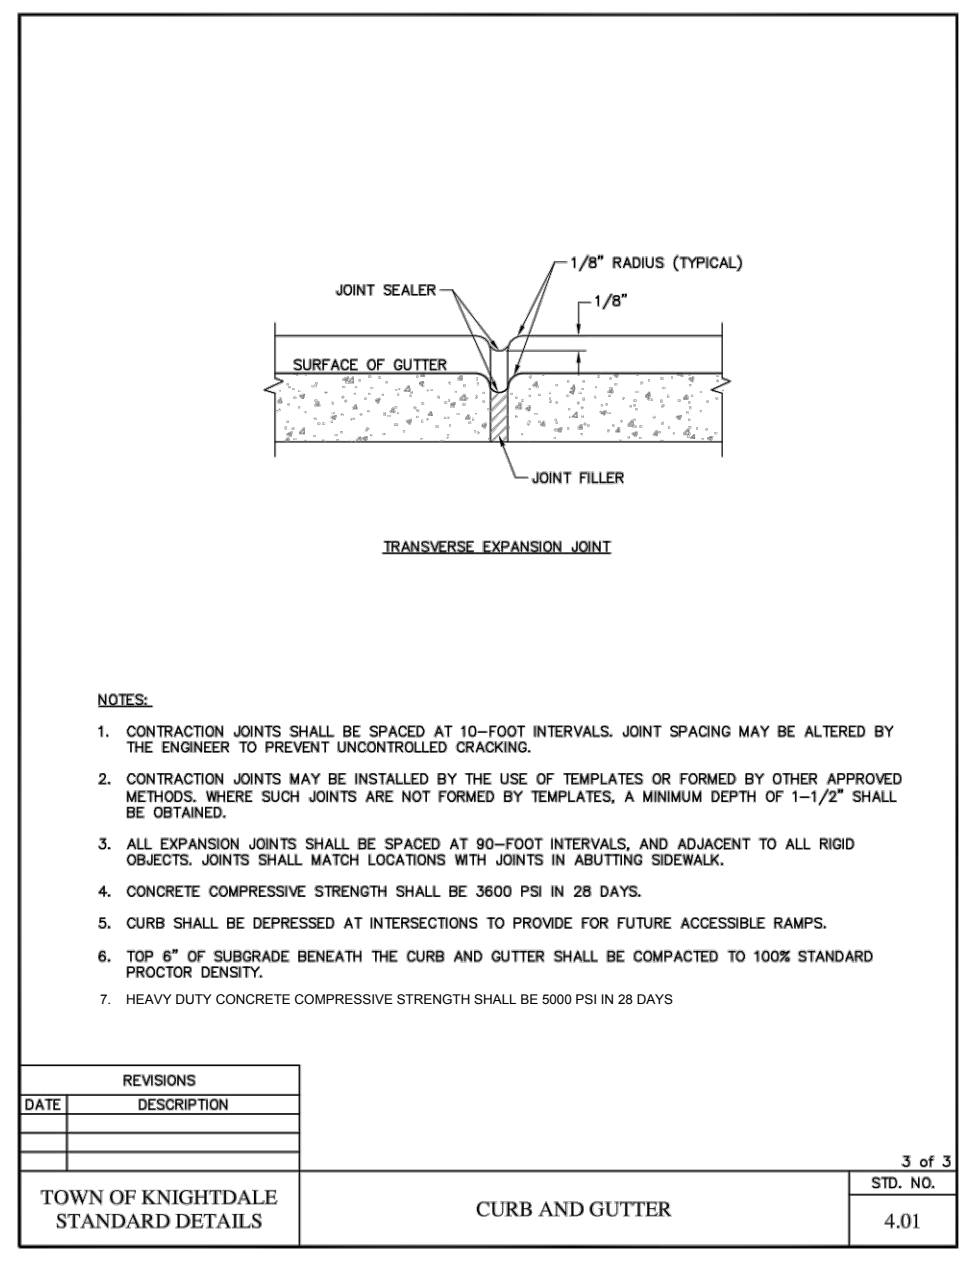 1/8" RADIUS (TYPICAL)
JOINT SEALER
1/8"
SURFACE OF GUTTER
JOINT FILLER
TRANSVERSE EXPANSION JOINT
NOTES:
1. CONTRACTION JOINTS SHALL BE SPACED AT 10-FOOT INTERVALS. JOINT SPACING MAY BE ALTERED BY
THE ENGINEER TO PREVENT UNCONTROLLED CRACKING.
2. CONTRACTION JOINTS MAY BE INSTALLED BY THE USE OF TEMPLATES OR FORMED BY OTHER APPROVED
METHODS. WHERE SUCH JOINTS ARE NOT FORMED BY TEMPLATES, A MINIMUM DEPTH OF 1-1/2" SHALL
BE OBTAINED.
3. ALL EXPANSION JOINTS SHALL BE SPACED AT 90-FOOT INTERVALS, AND ADJACENT TO ALL RIGID
OBJECTS. JOINTS SHALL MATCH LOCATIONS WITH JOINTS IN ABUTTING SIDEWALK.
4. CONCRETE COMPRESSIVE STRENGTH SHALL BE 3600 PSI IN 28 DAYS.
5. CURB SHALL BE DEPRESSED AT INTERSECTIONS TO PROVIDE FOR FUTURE ACCESSIBLE RAMPS.
6. TOP 6" OF SUBGRADE BENEATH THE CURB AND GUTTER SHALL BE COMPACTED TO 100% STANDARD
PROCTOR DENSITY.
7. HEAVY DUTY CONCRETE COMPRESSIVE STRENGTH SHALL BE 5000 PSI IN 28 DAYS
REVISIONS
DATE DESCRIPTION
3 of 3
TOWN OF KNIGHTDALE
STANDARD DETAILS
CURB AND GUTTER
STD. NO.
4.01